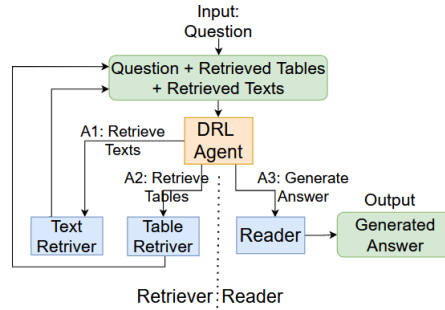 Input:
Question
Question + Retrieved Tables
+ Retrieved Texts
A1: Retrieve
Texts
DRL
Agent
A2: Retrieve
Tables
A3: Generate
Answer
Output
Text
Retriver
Table
Retriver
Reader
Generated
Answer
Retriever
Reader